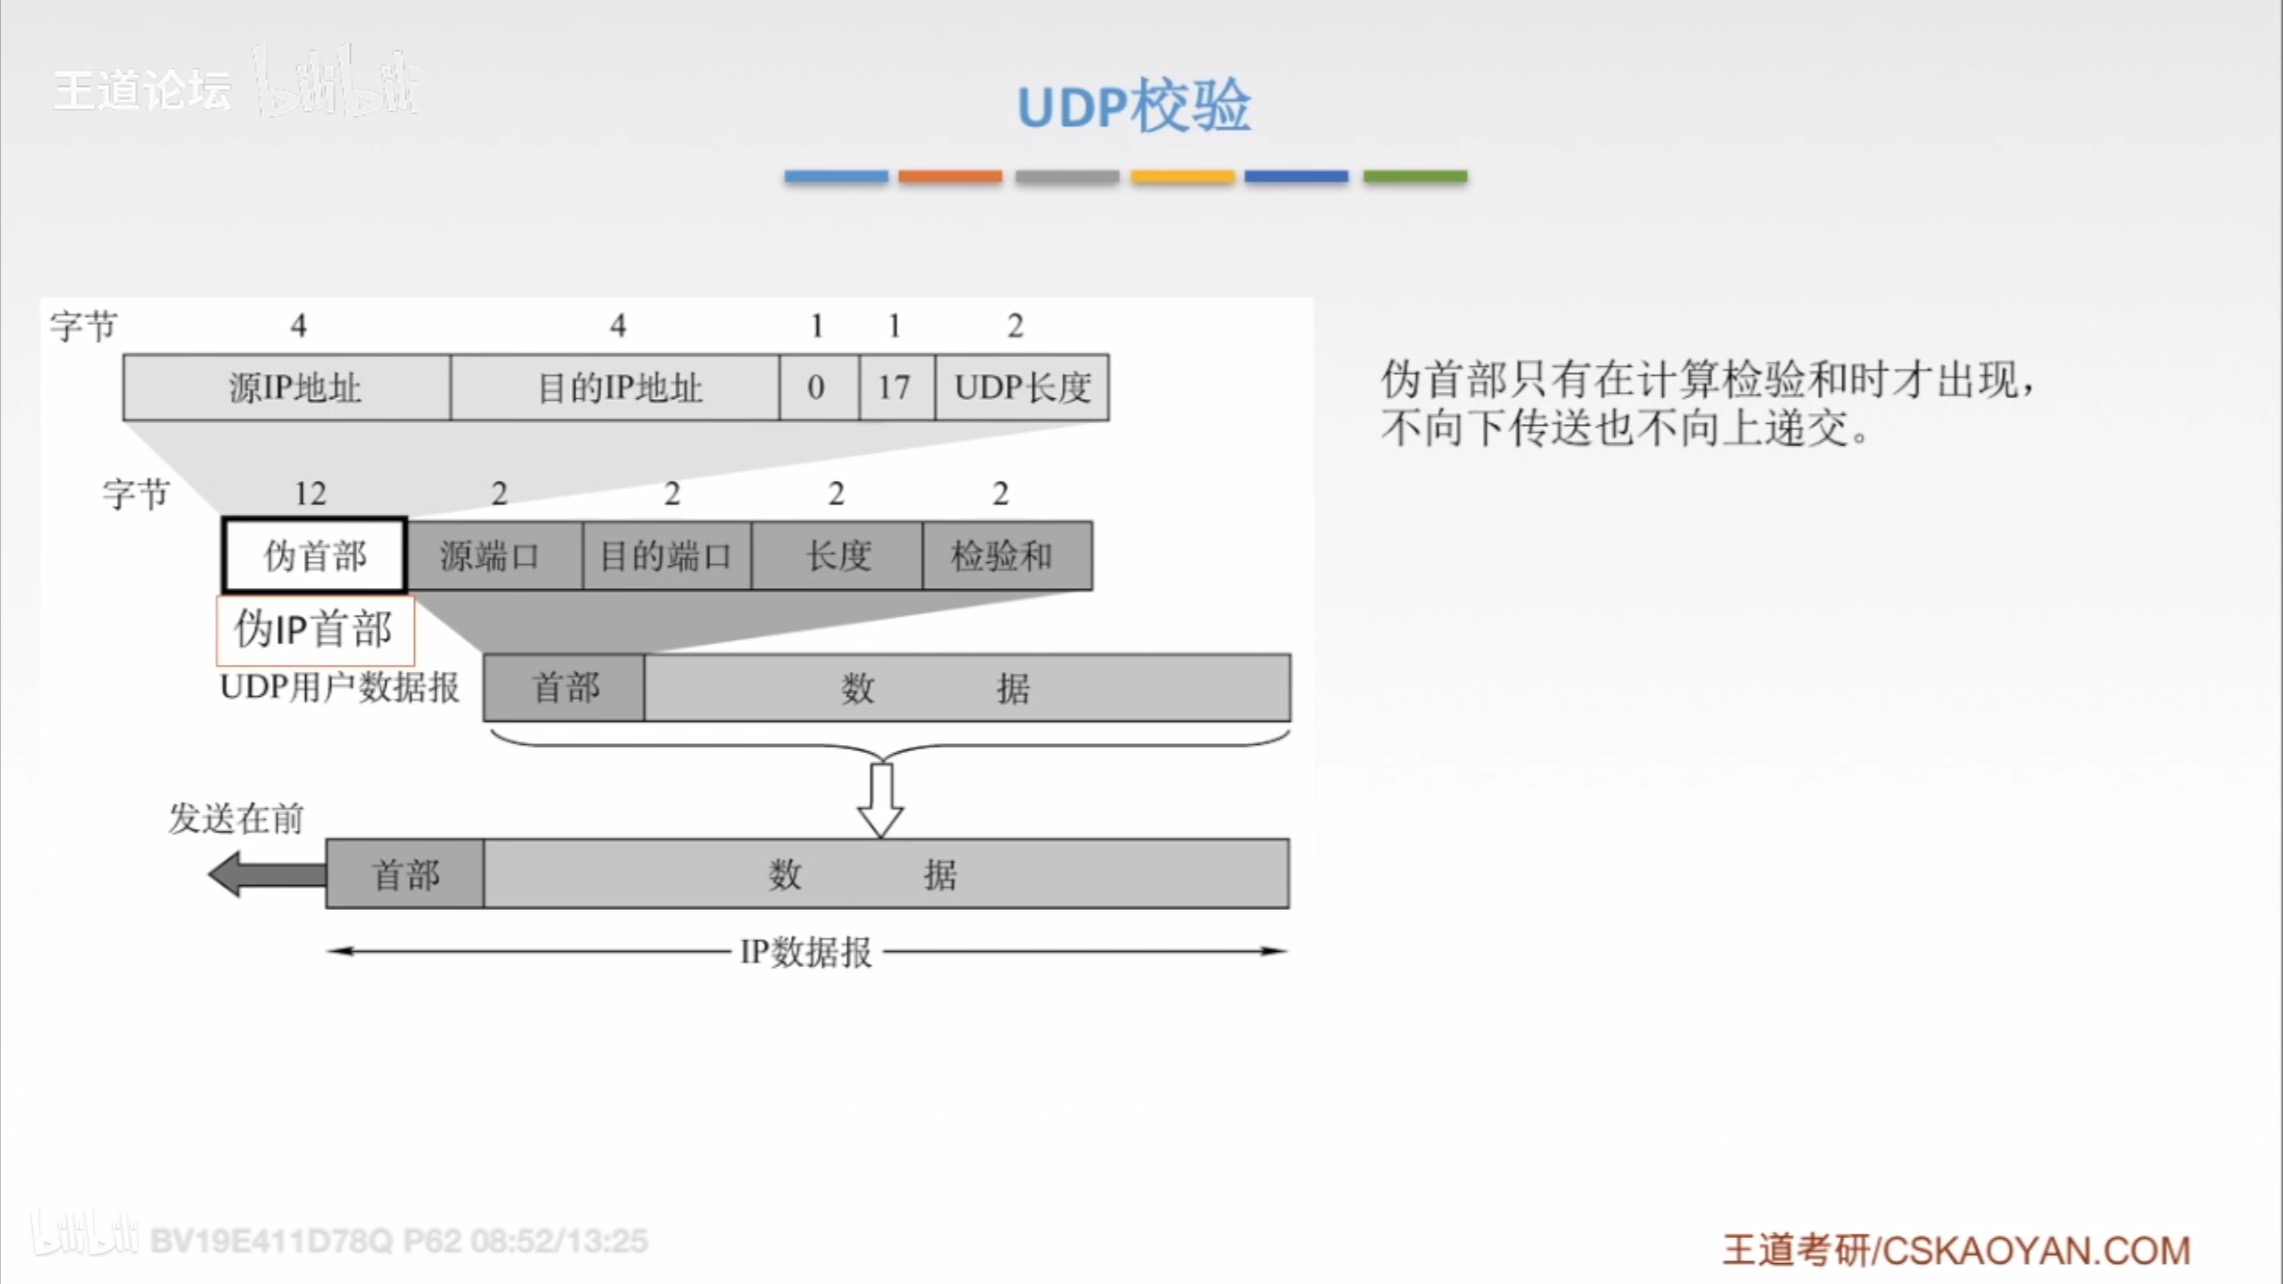 王道论坛 bilibili
UDP校验
字节 4 4 1 1 2
源IP地址 目的IP地址 0 17 UDP长度
伪首部只有在计算检验和时才出现，
不向下传送也不向上递交。
字节 12 2 2 2 2
伪首部 源端口 目的端口 长度 检验和
伪IP首部
UDP用户数据报 首部 数 据
发送在前
首部 数 据
IP数据报
bilibili BV19E411D78Q P62 08:52/13:25
王道考研/CSKAOYAN.COM